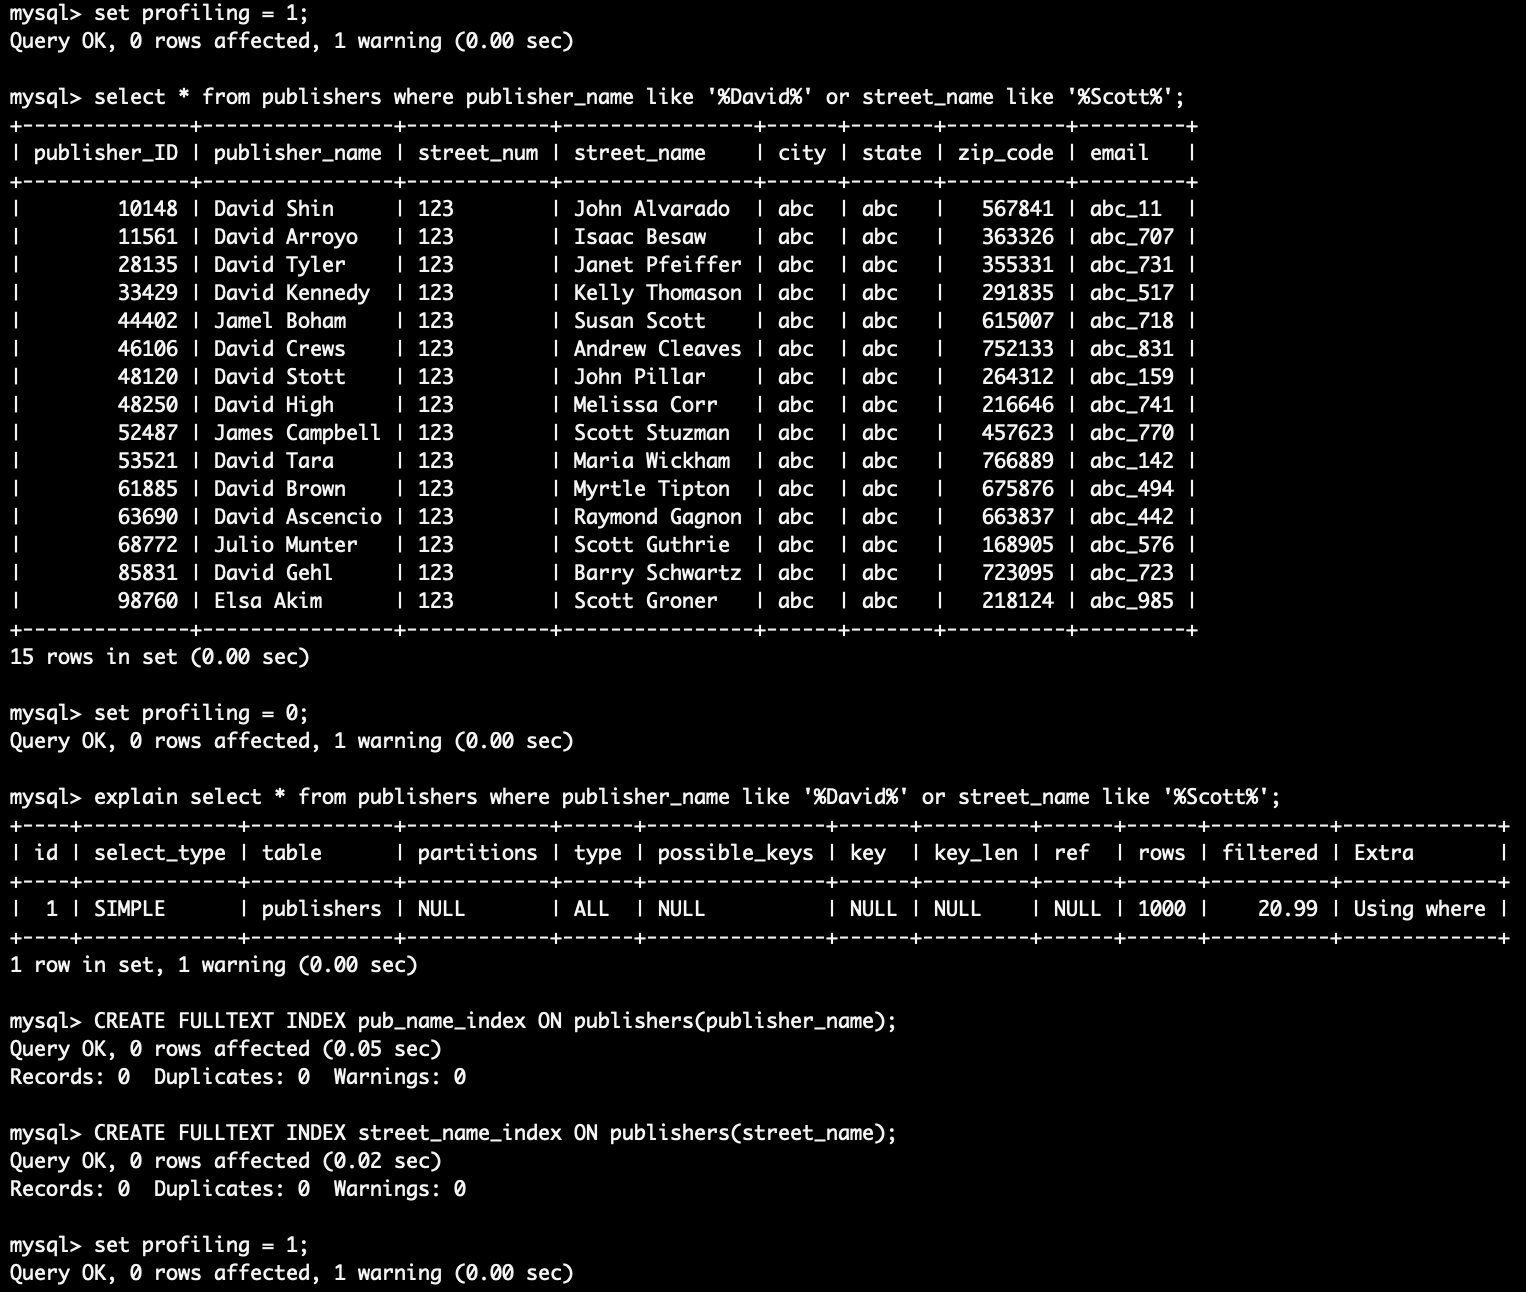 mysql> set profiling = 1;
Query OK, 0 rows affected, 1 warning (0.00 sec)

mysql> select * from publishers where publisher_name like '%David%' or street_name like '%Scott%';
+--------------+----------------+------------+----------------+------+-------+----------+---------+
| publisher_ID | publisher_name | street_num | street_name    | city | state | zip_code | email   |
+--------------+----------------+------------+----------------+------+-------+----------+---------+
|        10148 | David Shin     | 123        | John Alvarado  | abc  | abc   |   567841 | abc_11  |
|        11561 | David Arroyo   | 123        | Isaac Besaw    | abc  | abc   |   363326 | abc_707 |
|        28135 | David Tyler    | 123        | Janet Pfeiffer | abc  | abc   |   355331 | abc_731 |
|        33429 | David Kennedy  | 123        | Kelly Thomason | abc  | abc   |   291835 | abc_517 |
|        44402 | Jamel Boham    | 123        | Susan Scott    | abc  | abc   |   615007 | abc_718 |
|        46106 | David Crews    | 123        | Andrew Cleaves | abc  | abc   |   752133 | abc_831 |
|        48120 | David Stott    | 123        | John Pillar    | abc  | abc   |   264312 | abc_159 |
|        48250 | David High     | 123        | Melissa Corr   | abc  | abc   |   216646 | abc_741 |
|        52487 | James Campbell | 123        | Scott Stuzman  | abc  | abc   |   457623 | abc_770 |
|        53521 | David Tara     | 123        | Maria Wickham  | abc  | abc   |   766889 | abc_142 |
|        61885 | David Brown    | 123        | Myrtle Tipton  | abc  | abc   |   675876 | abc_494 |
|        63690 | David Ascencio | 123        | Raymond Gagnon | abc  | abc   |   663837 | abc_442 |
|        68772 | Julio Munter   | 123        | Scott Guthrie  | abc  | abc   |   168905 | abc_576 |
|        85831 | David Gehl     | 123        | Barry Schwartz | abc  | abc   |   723095 | abc_723 |
|        98760 | Elsa Akim      | 123        | Scott Groner   | abc  | abc   |   218124 | abc_985 |
+--------------+----------------+------------+----------------+------+-------+----------+---------+
15 rows in set (0.00 sec)

mysql> set profiling = 0;
Query OK, 0 rows affected, 1 warning (0.00 sec)

mysql> explain select * from publishers where publisher_name like '%David%' or street_name like '%Scott%';
+----+-------------+------------+------------+------+---------------+------+---------+------+------+----------+-------------+
| id | select_type | table      | partitions | type | possible_keys | key  | key_len | ref  | rows | filtered | Extra       |
+----+-------------+------------+------------+------+---------------+------+---------+------+------+----------+-------------+
|  1 | SIMPLE      | publishers | NULL       | ALL  | NULL          | NULL | NULL    | NULL | 1000 |    20.99 | Using where |
+----+-------------+------------+------------+------+---------------+------+---------+------+------+----------+-------------+
1 row in set, 1 warning (0.00 sec)

mysql> CREATE FULLTEXT INDEX pub_name_index ON publishers(publisher_name);
Query OK, 0 rows affected (0.05 sec)
Records: 0  Duplicates: 0  Warnings: 0

mysql> CREATE FULLTEXT INDEX street_name_index ON publishers(street_name);
Query OK, 0 rows affected (0.02 sec)
Records: 0  Duplicates: 0  Warnings: 0

mysql> set profiling = 1;
Query OK, 0 rows affected, 1 warning (0.00 sec)